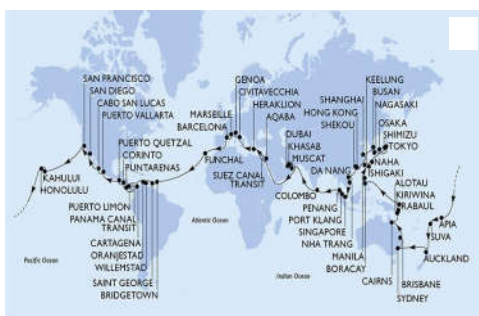 SAN FRANCISCO
SAN DIEGO
CABO SAN LUCAS
PUERTO VALLARTA
PUERTO QUETZAL
CORINTO
PUNTARENAS
KAHULUI
HONOLULU
PUERTO LIMON
PANAMA CANAL
TRANSIT
CARTAGENA
ORANJESTAD
WILLEMSTAD
SAINT GEORGE
BRIDGETOWN
Pacific Ocean
Atlantic Ocean
GENOA
CIVITAVECCHIA
HERAKLION
AQABA
MARSEILLE
BARCELONA
FUNCHAL
SUEZ CANAL
TRANSIT
DUBAI
KHASAB
MUSCAT
COLOMBO
SHANGHAI
HONG KONG
SHEKOU
DA NANG
PENANG
PORT KLANG
SINGAPORE
NHA TRANG
MANILA
BORACAY
Indian Ocean
KEELUNG
BUSAN
NAGASAKI
OSAKA
SHIMIZU
TOKYO
NAHA
ISHIGAKI
ALOTAU
KIRIWINA
RABAUL
APIA
SUVA
AUCKLAND
CAIRNS
BRISBANE
SYDNEY